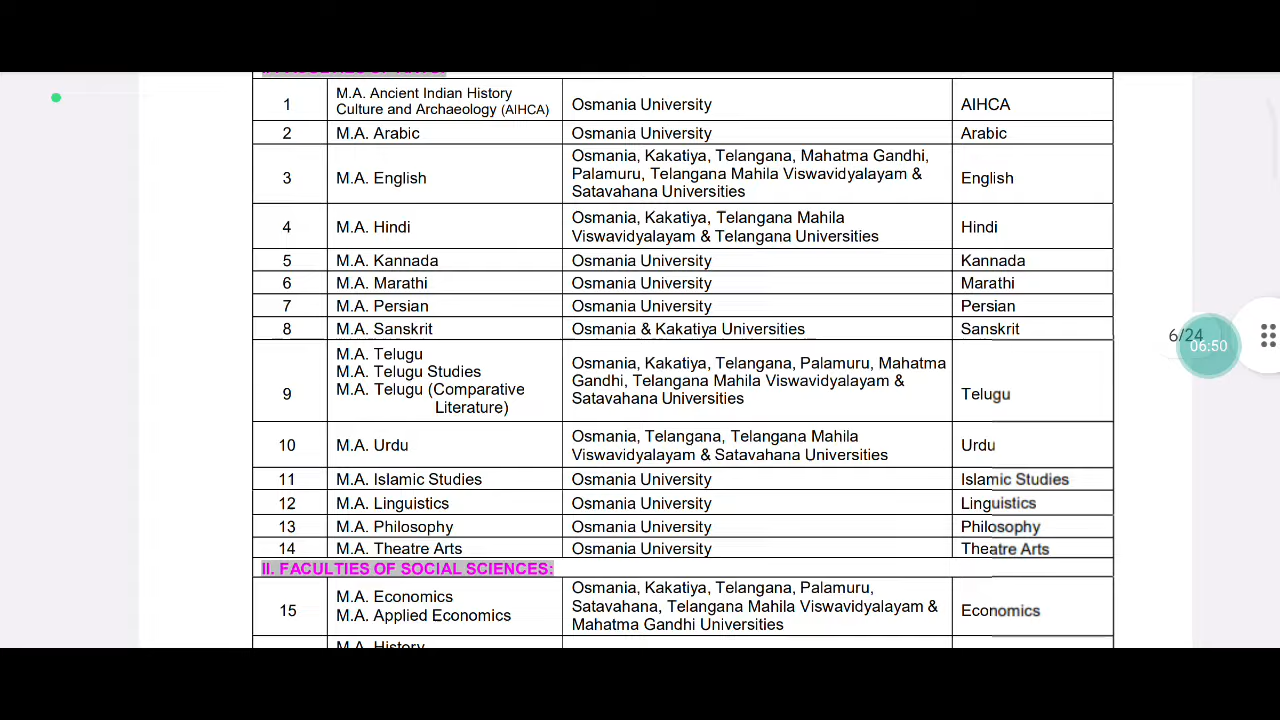 1
M.A. Ancient Indian History
Culture and Archaeology (AIHCA)
Osmania University
AIHCA
2
M.A. Arabic
Osmania University
Arabic
3
M.A. English
Osmania, Kakatiya, Telangana, Mahatma Gandhi,
Palamuru, Telangana Mahila Viswavidyalayam &
Satavahana Universities
English
4
M.A. Hindi
Osmania, Kakatiya, Telangana Mahila
Viswavidyalayam & Telangana Universities
Hindi
5
M.A. Kannada
Osmania University
Kannada
6
M.A. Marathi
Osmania University
Marathi
7
M.A. Persian
Osmania University
Persian
8
M.A. Sanskrit
Osmania & Kakatiya Universities
Sanskrit
6/24
06:50
9
M.A. Telugu
M.A. Telugu Studies
M.A. Telugu (Comparative
Literature)
Osmania, Kakatiya, Telangana, Palamuru, Mahatma
Gandhi, Telangana Mahila Viswavidyalayam &
Satavahana Universities
Telugu
10
M.A. Urdu
Osmania, Telangana, Telangana Mahila
Viswavidyalayam & Satavahana Universities
Urdu
11
M.A. Islamic Studies
Osmania University
Islamic Studies
12
M.A. Linguistics
Osmania University
Linguistics
13
M.A. Philosophy
Osmania University
Philosophy
14
M.A. Theatre Arts
Osmania University
Theatre Arts
II. FACULTIES OF SOCIAL SCIENCES:
15
M.A. Economics
M.A. Applied Economics
Osmania, Kakatiya, Telangana, Palamuru,
Satavahana, Telangana Mahila Viswavidyalayam &
Mahatma Gandhi Universities
Economics
M.A. History